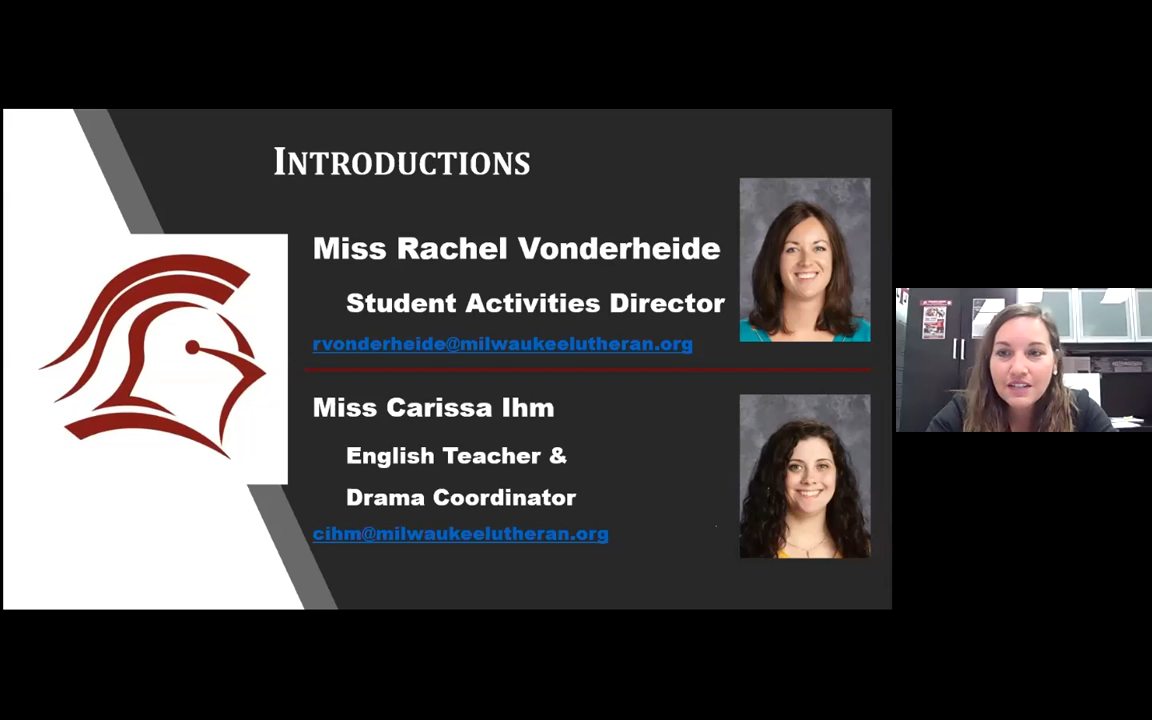 INTRODUCTIONS
Miss Rachel Vonderheide
Student Activities Director
rvonderheide@milwaukeelutheran.org
Miss Carissa Ihm
English Teacher &
Drama Coordinator
cihm@milwaukeelutheran.org